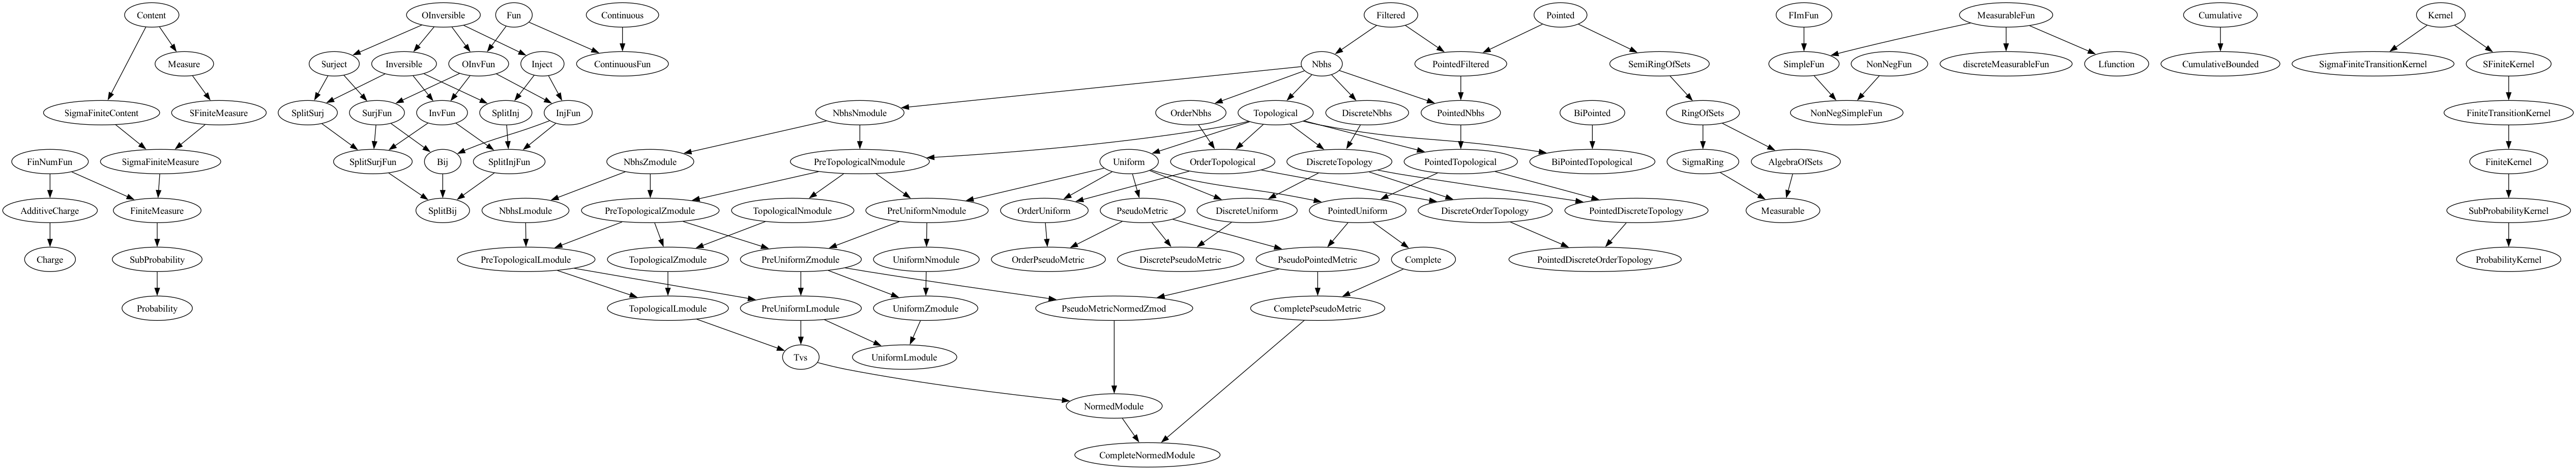 Content
OInversible
Fun
Continuous
Filtered
Pointed
FImFun
MeasurableFun
Cumulative
Kernel
Measure
Surject
Inversible
OInvFun
Inject
ContinuousFun
Nbhs
PointedFiltered
SemiRingOfSets
SimpleFun
NonNegFun
discreteMeasurableFun
Lfunction
CumulativeBounded
SigmaFiniteTransitionKernel
SFiniteKernel
SigmaFiniteContent
SFiniteMeasure
SplitSurj
SurjFun
InvFun
SplitInj
InjFun
NbhsNmodule
OrderNbhs
Topological
DiscreteNbhs
PointedNbhs
BiPointed
RingOfSets
NonNegSimpleFun
FiniteTransitionKernel
FinNumFun
SigmaFiniteMeasure
SplitSurjFun
Bij
SplitInjFun
NbhsZmodule
PreTopologicalNmodule
Uniform
OrderTopological
DiscreteTopology
PointedTopological
BiPointedTopological
SigmaRing
AlgebraOfSets
FiniteKernel
AdditiveCharge
FiniteMeasure
SplitBij
NbhsLmodule
PreTopologicalZmodule
TopologicalNmodule
PreUniformNmodule
OrderUniform
PseudoMetric
DiscreteUniform
PointedUniform
DiscreteOrderTopology
PointedDiscreteTopology
Measurable
SubProbabilityKernel
Charge
SubProbability
PreTopologicalLmodule
TopologicalZmodule
PreUniformZmodule
UniformNmodule
OrderPseudoMetric
DiscretePseudoMetric
PseudoPointedMetric
Complete
PointedDiscreteOrderTopology
ProbabilityKernel
Probability
TopologicalLmodule
PreUniformLmodule
UniformZmodule
PseudoMetricNormedZmod
CompletePseudoMetric
Tvs
UniformLmodule
NormedModule
CompleteNormedModule